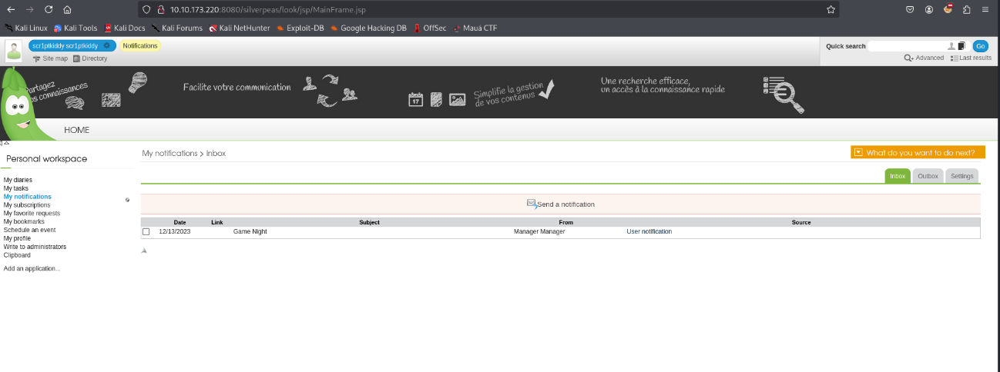 10.10.173.220:8080/silverpeas/look/jsp/MainFrame.jsp
Kali Linux Kali Tools Kali Docs Kali Forums Kali NetHunter Exploit-DB Google Hacking DB OffSec Mauá CTF
scr1ptkiddy scr1ptkiddy Notifications
Quick search Go
Site map Directory
Advanced Last results
Partagez
vos connaissances
Facilite votre communication
17
Simplifie la gestion
de vos contenus
Une recherche efficace,
un accès à la connaissance rapide
HOME
Personal workspace
My diaries
My tasks
My notifications
My subscriptions
My favorite requests
My bookmarks
Schedule an event
My profile
Write to administrators
Clipboard
Add an application...
My notifications > Inbox
What do you want to do next?
Inbox Outbox Settings
Send a notification
Date Link Subject From Source
12/13/2023 Game Night Manager Manager User notification